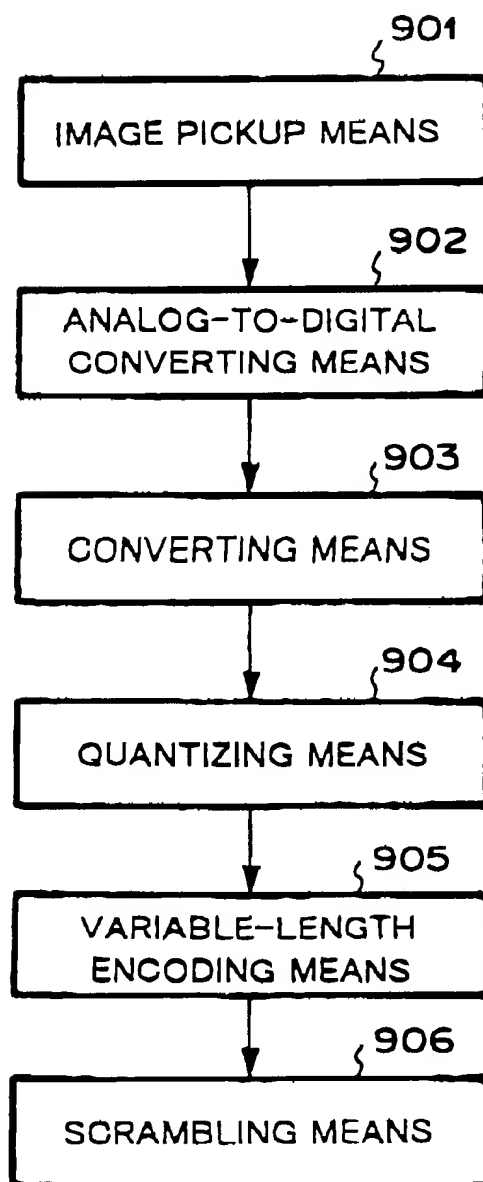 901
IMAGE PICKUP MEANS
902
ANALOG-TO-DIGITAL
CONVERTING MEANS
903
CONVERTING MEANS
904
QUANTIZING MEANS
905
VARIABLE-LENGTH
ENCODING MEANS
906
SCRAMBLING MEANS